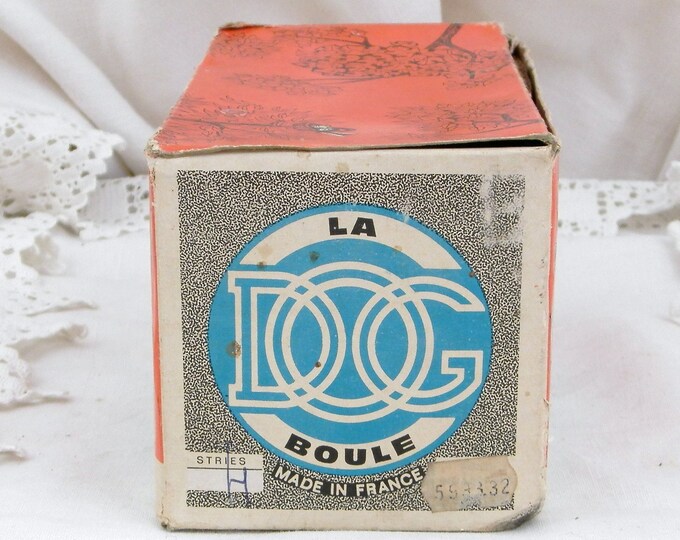 LA
DOG
BOULE
MADE IN FRANCE
STRIES
H